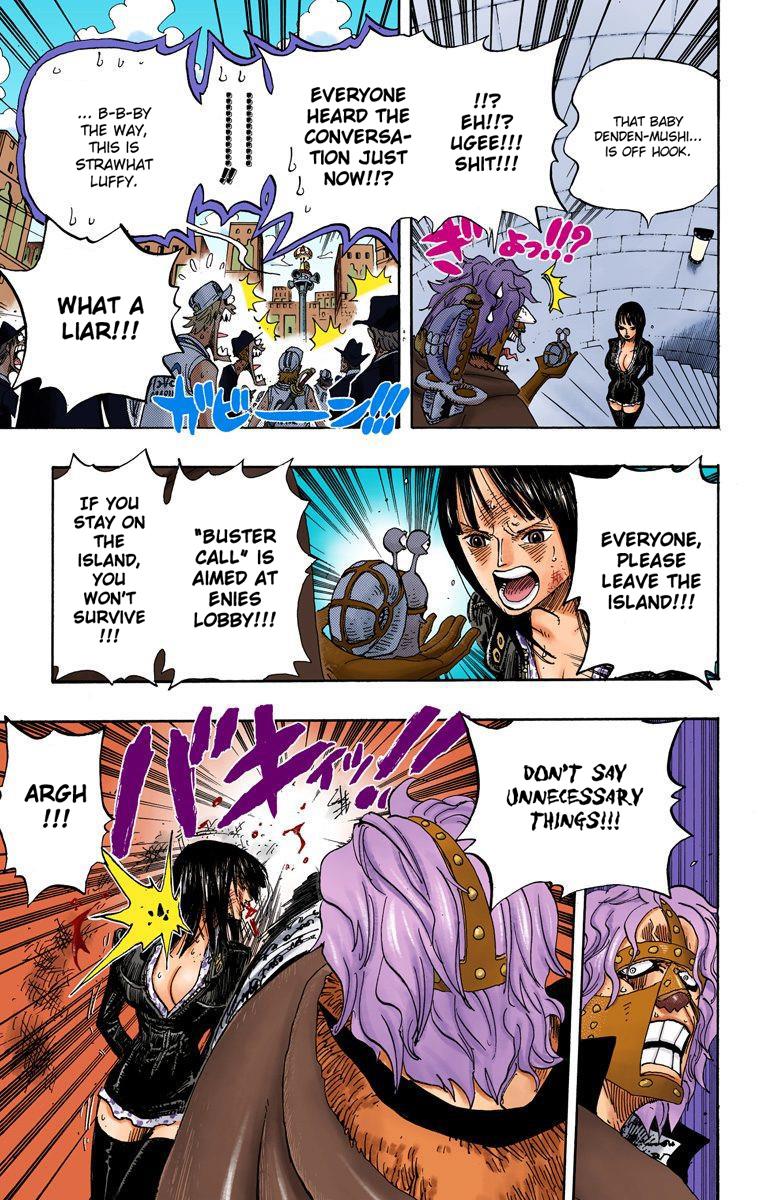 THAT BABY
DENDEN-MUSHI...
IS OFF HOOK.
ぎょっ!!?
!!?
EH!!?
UGEE!!!
SHIT!!!
EVERYONE
HEARD THE
CONVERSA-
TION JUST
NOW!!?
... B-B-BY
THE WAY,
THIS IS
STRAWHAT
LUFFY.
WHAT A
LIAR!!!
ガビーン!!!
EVERYONE,
PLEASE
LEAVE THE
ISLAND!!!
"BUSTER
CALL" IS
AIMED AT
ENIES
LOBBY!!!
IF YOU
STAY ON
THE
ISLAND,
YOU
WON'T
SURVIVE
!!!
DON'T SAY
UNNECESSARY
THINGS!!!
バキィッ!!
ARGH
!!!